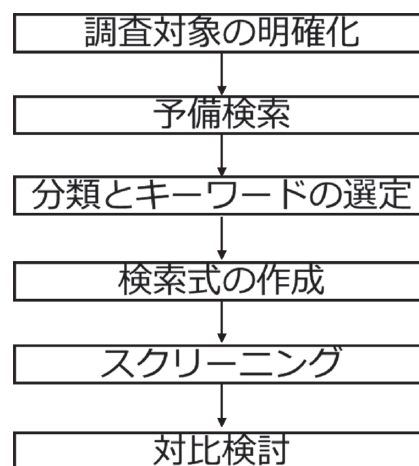 調査対象の明確化
予備検索
分類とキーワードの選定
検索式の作成
スクリーニング
対比検討